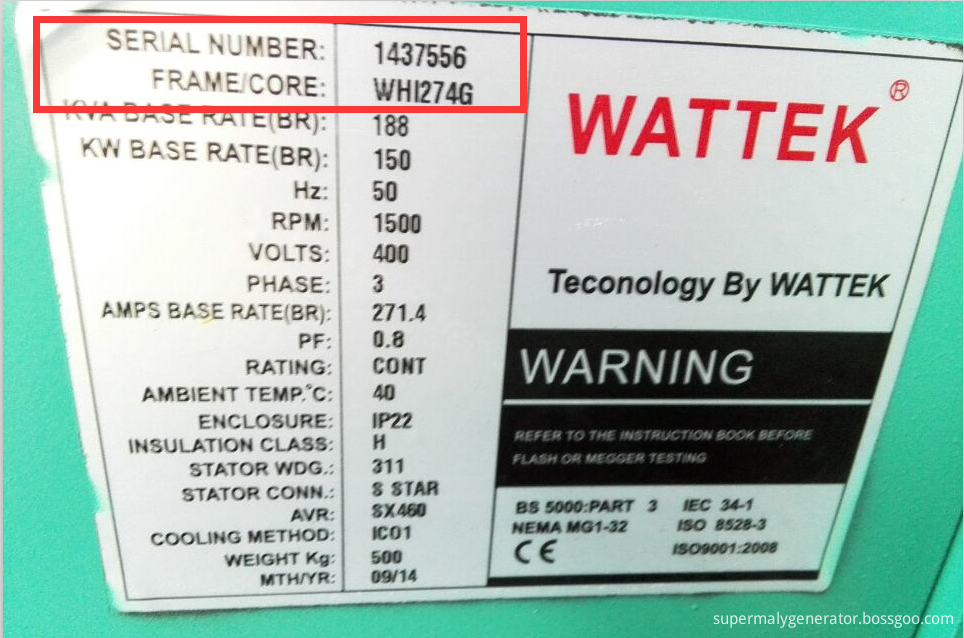 SERIAL NUMBER: 1437556
FRAME/CORE: WHI274G
KVA BASE RATE(BR): 188
KW BASE RATE(BR): 150
Hz: 50
RPM: 1500
VOLTS: 400
PHASE: 3
AMPS BASE RATE(BR): 271.4
PF: 0.8
RATING: CONT
AMBIENT TEMP.°C: 40
ENCLOSURE: IP22
INSULATION CLASS: H
STATOR WDG.: 311
STATOR CONN.: S STAR
AVR: SX460
COOLING METHOD: IC01
WEIGHT Kg: 500
MTH/YR: 09/14
WATTEK ®
Teconology By WATTEK
WARNING
REFER TO THE INSTRUCTION BOOK BEFORE
FLASH OR MEGGER TESTING
BS 5000:PART 3 IEC 34-1
NEMA MG1-32 ISO 8528-3
CE ISO9001:2008
supermalygenerator.bossgoo.com